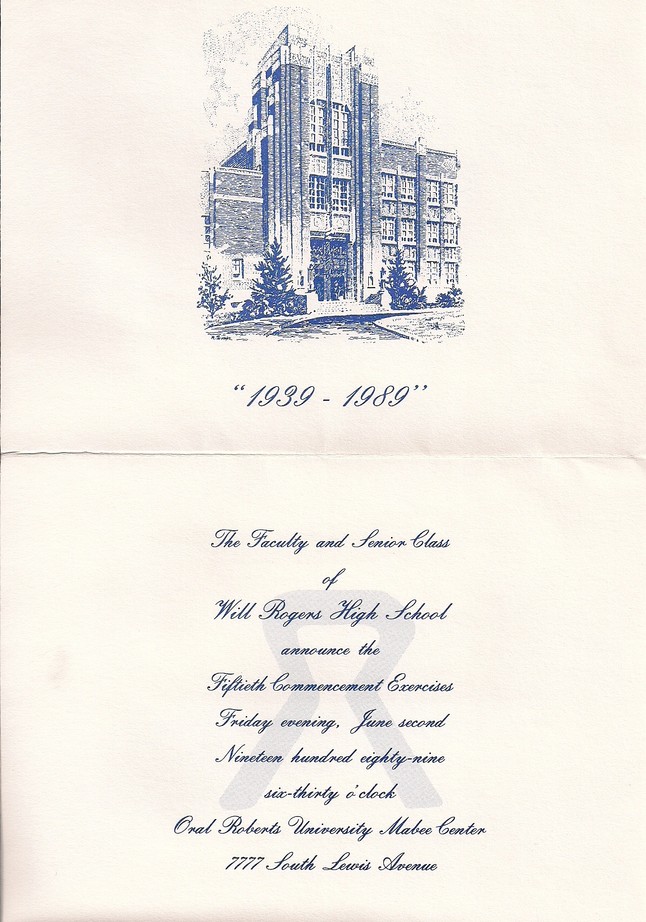 "1939 - 1989"
The Faculty and Senior Class
of
Will Rogers High School
announce the
Fiftieth Commencement Exercises
Friday evening, June second
Nineteen hundred eighty-nine
six-thirty o'clock
Oral Roberts University Mabee Center
7777 South Lewis Avenue